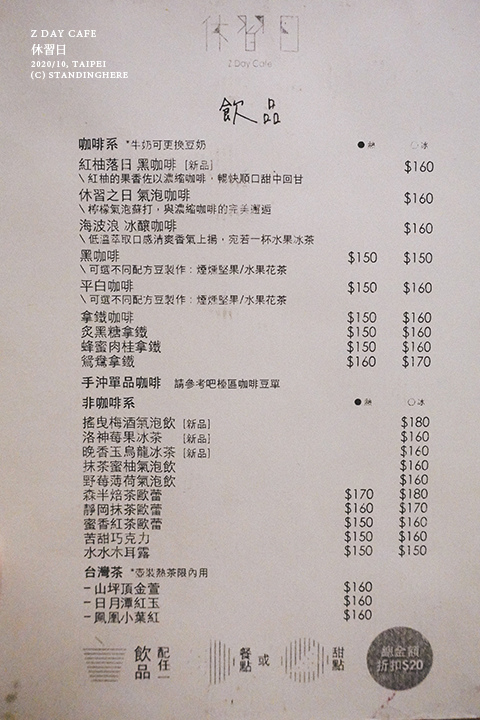 Z DAY CAFE
休習日
2020/10, TAIPEI
(C) STANDINGHERE
休習日
Z Day Cafe
飲品
咖啡系 *牛奶可更換豆奶 ●熱 ○冰
紅柚落日 黑咖啡 [新品] $160
\ 紅柚的果香佐以濃縮咖啡，暢快順口甜中回甘
休習之日 氣泡咖啡 $160
\ 檸檬氣泡蘇打，與濃縮咖啡的完美邂逅
海波浪 冰釀咖啡 $160
\ 低溫萃取口感清爽香氣上揚，宛若一杯水果冰茶
黑咖啡 $150 $150
\ 可選不同配方豆製作：煙燻堅果/水果花茶
平白咖啡 $150 $160
\ 可選不同配方豆製作：煙燻堅果/水果花茶
拿鐵咖啡 $150 $160
炙黑糖拿鐵 $150 $160
蜂蜜肉桂拿鐵 $150 $160
鴛鴦拿鐵 $160 $170
手沖單品咖啡 請參考吧檯區咖啡豆單
非咖啡系 ●熱 ○冰
搖曳梅酒氣泡飲 [新品] $180
洛神莓果冰茶 [新品] $160
晚香玉烏龍冰茶 [新品] $160
抹茶蜜柚氣泡飲 $160
野莓薄荷氣泡飲 $160
森半焙茶歐蕾 $170 $180
靜岡抹茶歐蕾 $160 $170
蜜香紅茶歐蕾 $150 $160
苦甜巧克力 $150 $160
水水木耳露 $150 $150
台灣茶 *壺裝熱茶限內用
-山坪頂金萱 $160
-日月潭紅玉 $160
-鳳凰小葉紅 $160
飲品 配任一 餐點 或 甜點 總金額折扣$20